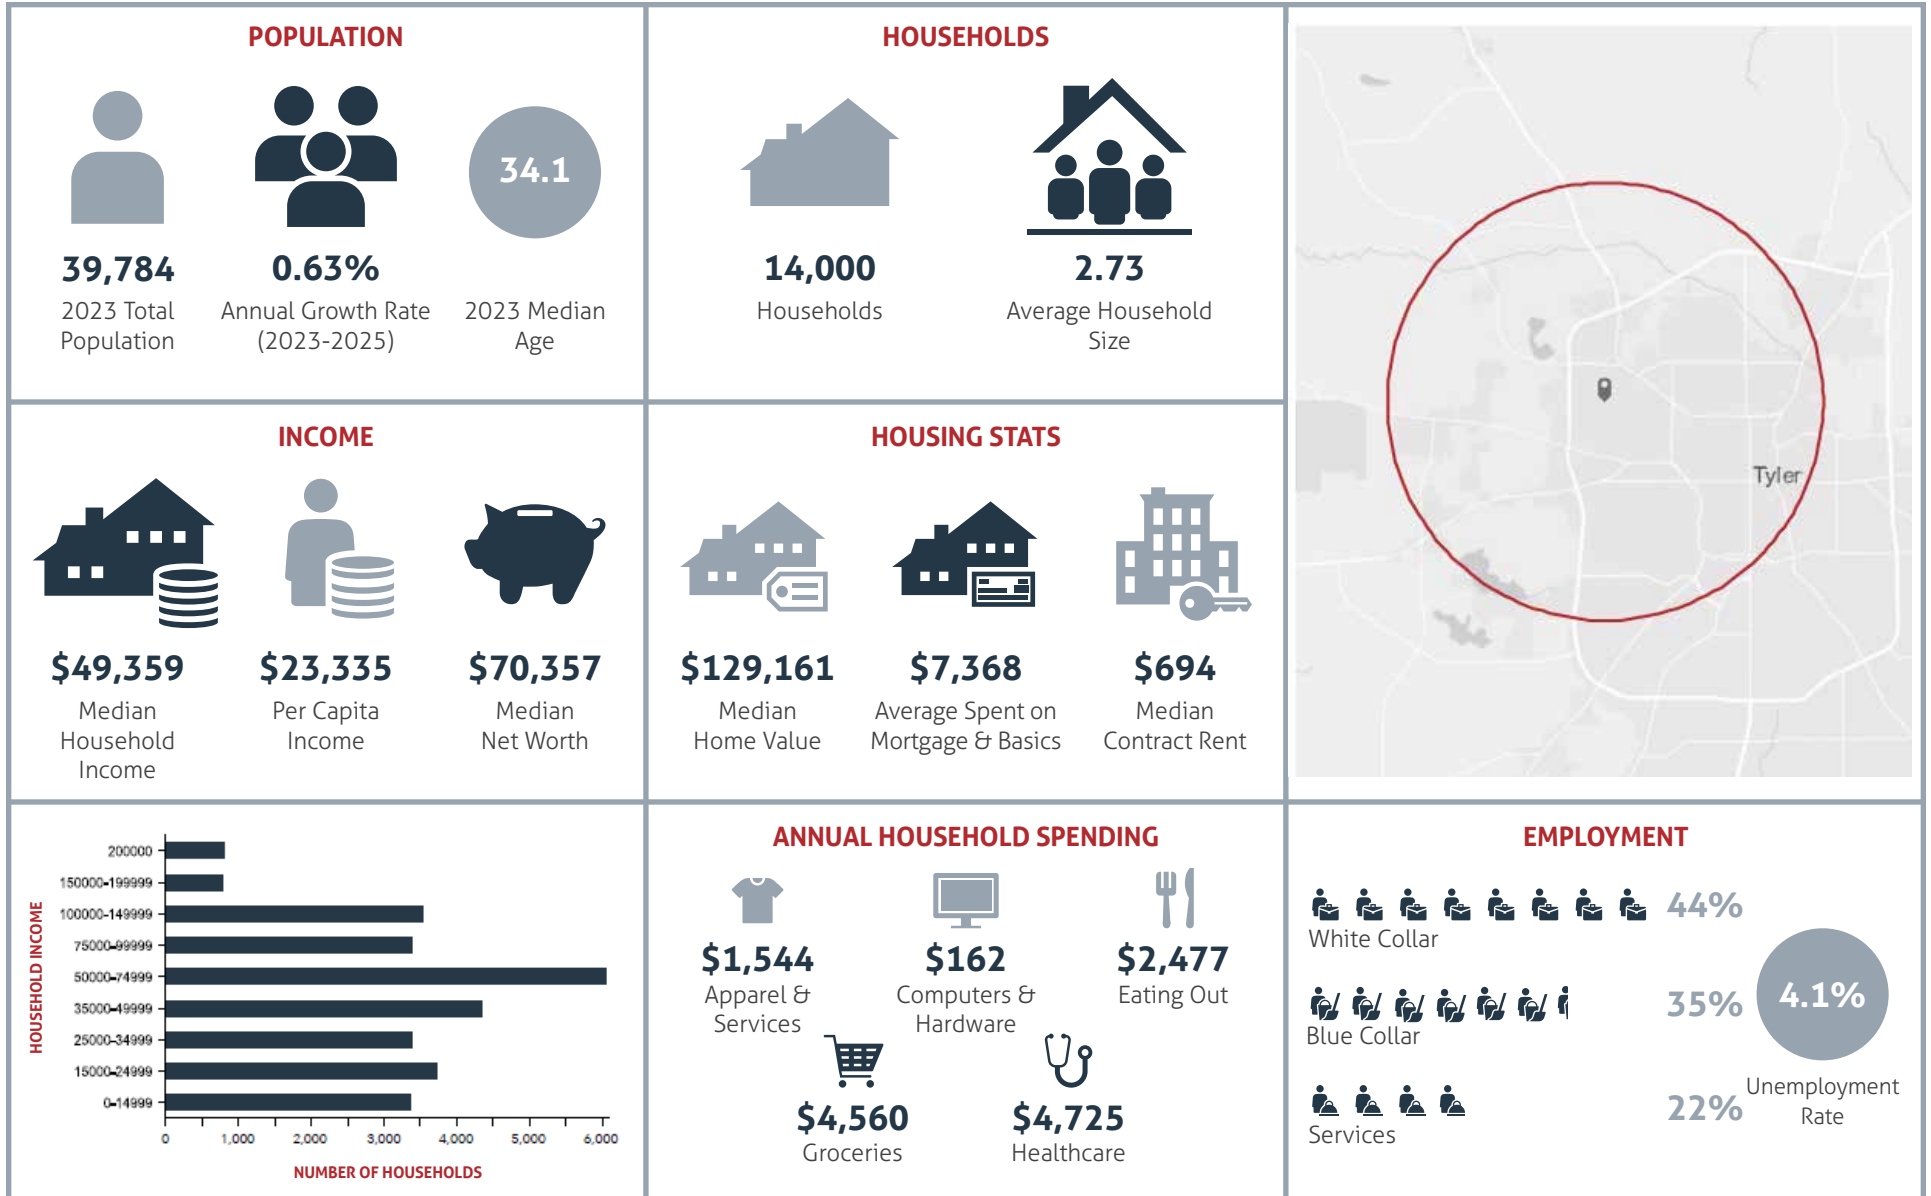 POPULATION
39,784
2023 Total
Population
0.63%
Annual Growth Rate
(2023-2025)
34.1
2023 Median
Age
HOUSEHOLDS
14,000
Households
2.73
Average Household
Size
Tyler
INCOME
$49,359
Median
Household
Income
$23,335
Per Capita
Income
$70,357
Median
Net Worth
HOUSING STATS
$129,161
Median
Home Value
$7,368
Average Spent on
Mortgage & Basics
$694
Median
Contract Rent
HOUSEHOLD INCOME
200000
150000-199999
100000-149999
75000-99999
50000-74999
35000-49999
25000-34999
15000-24999
0-14999
0 1,000 2,000 3,000 4,000 5,000 6,000
NUMBER OF HOUSEHOLDS
ANNUAL HOUSEHOLD SPENDING
$1,544
Apparel &
Services
$162
Computers &
Hardware
$2,477
Eating Out
$4,560
Groceries
$4,725
Healthcare
EMPLOYMENT
44%
White Collar
35%
Blue Collar
22%
Services
4.1%
Unemployment
Rate